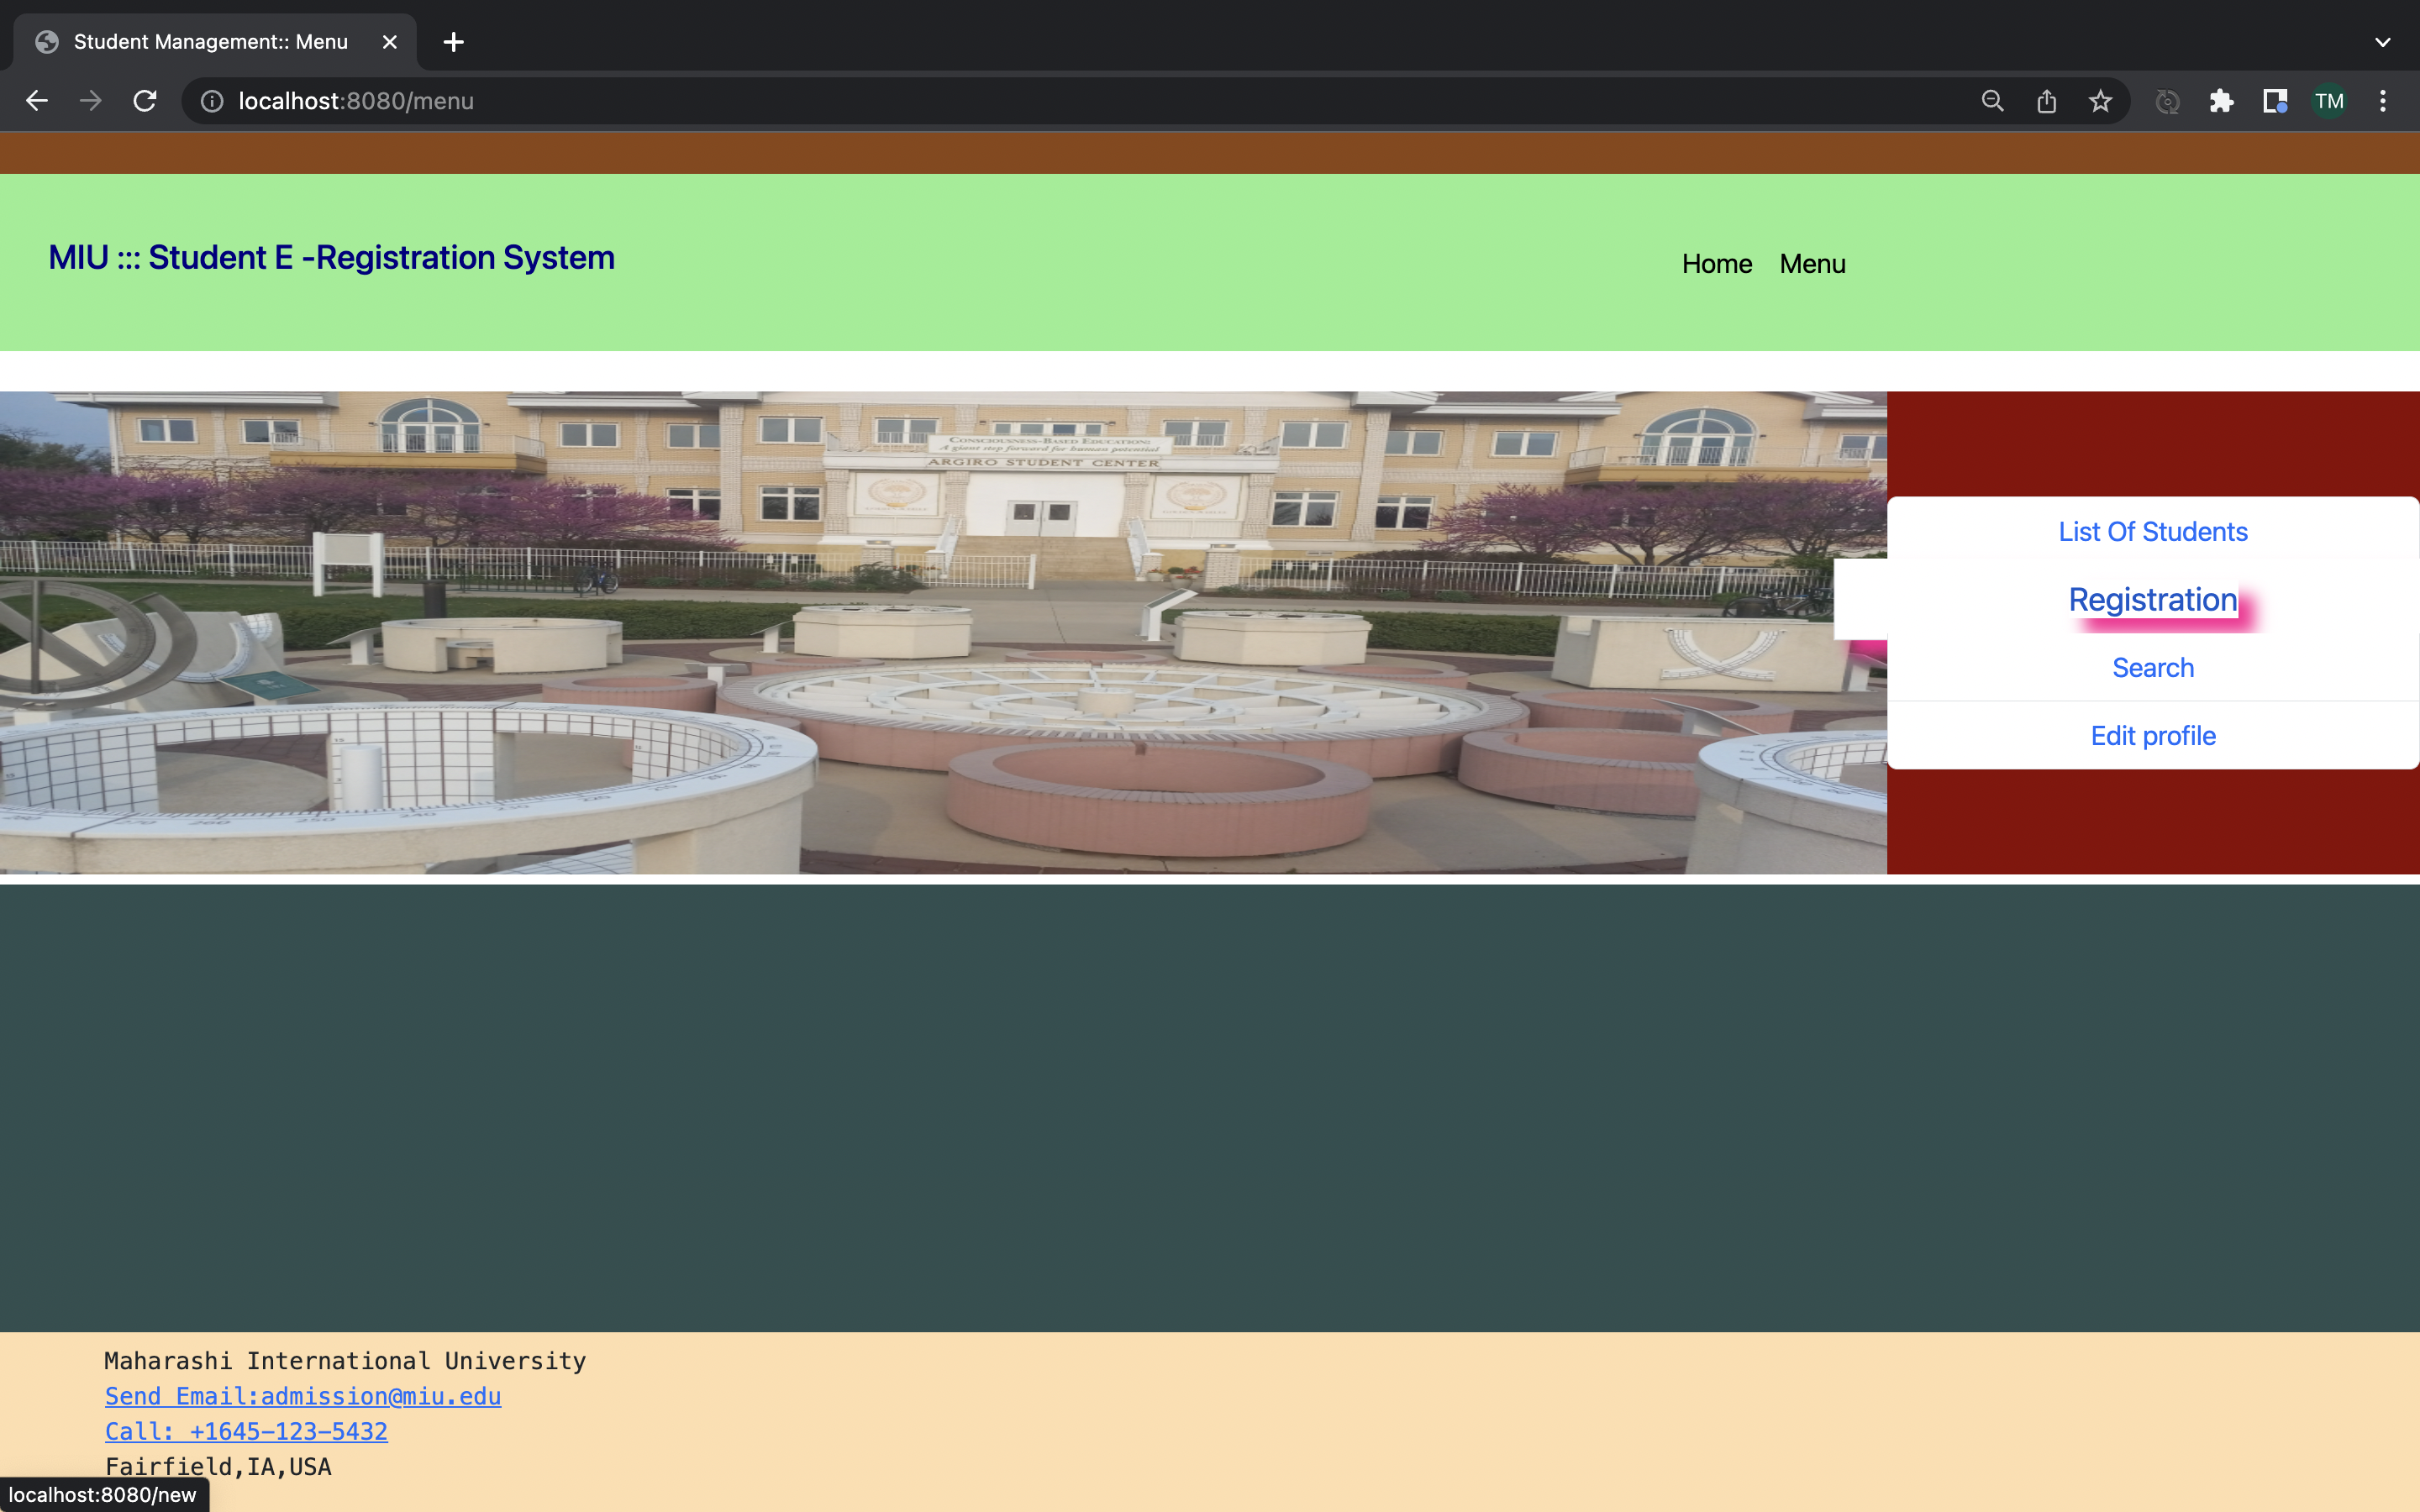 Student Management:: Menu
localhost:8080/menu
TM
MIU ::: Student E -Registration System
Home Menu
CONSCIOUSNESS-BASED EDUCATION:
A giant step forward for human potential
ARGIRO STUDENT CENTER
List Of Students
Registration
Search
Edit profile
Maharashi International University
Send Email:admission@miu.edu
Call: +1645-123-5432
Fairfield,IA,USA
localhost:8080/new